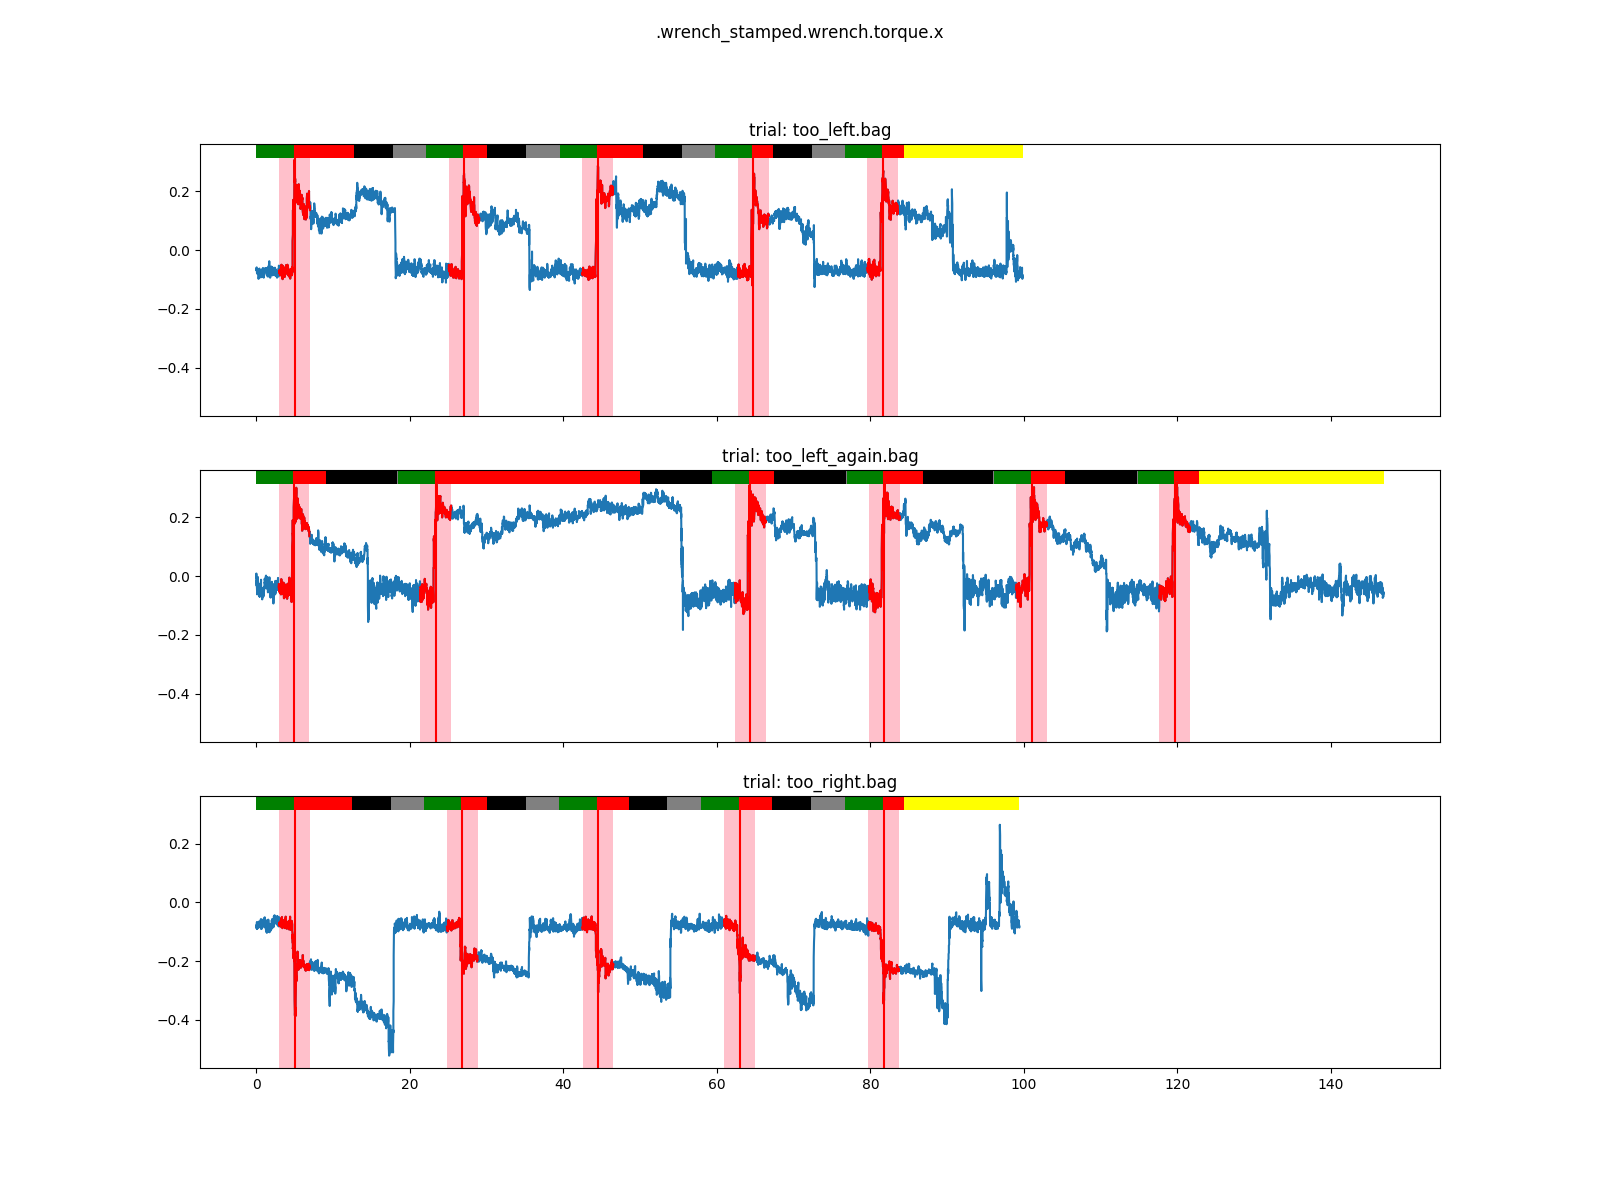 .wrench_stamped.wrench.torque.x
trial: too_left.bag
0.2
0.0
−0.2
−0.4
trial: too_left_again.bag
0.2
0.0
−0.2
−0.4
trial: too_right.bag
0.2
0.0
−0.2
−0.4
0 20 40 60 80 100 120 140